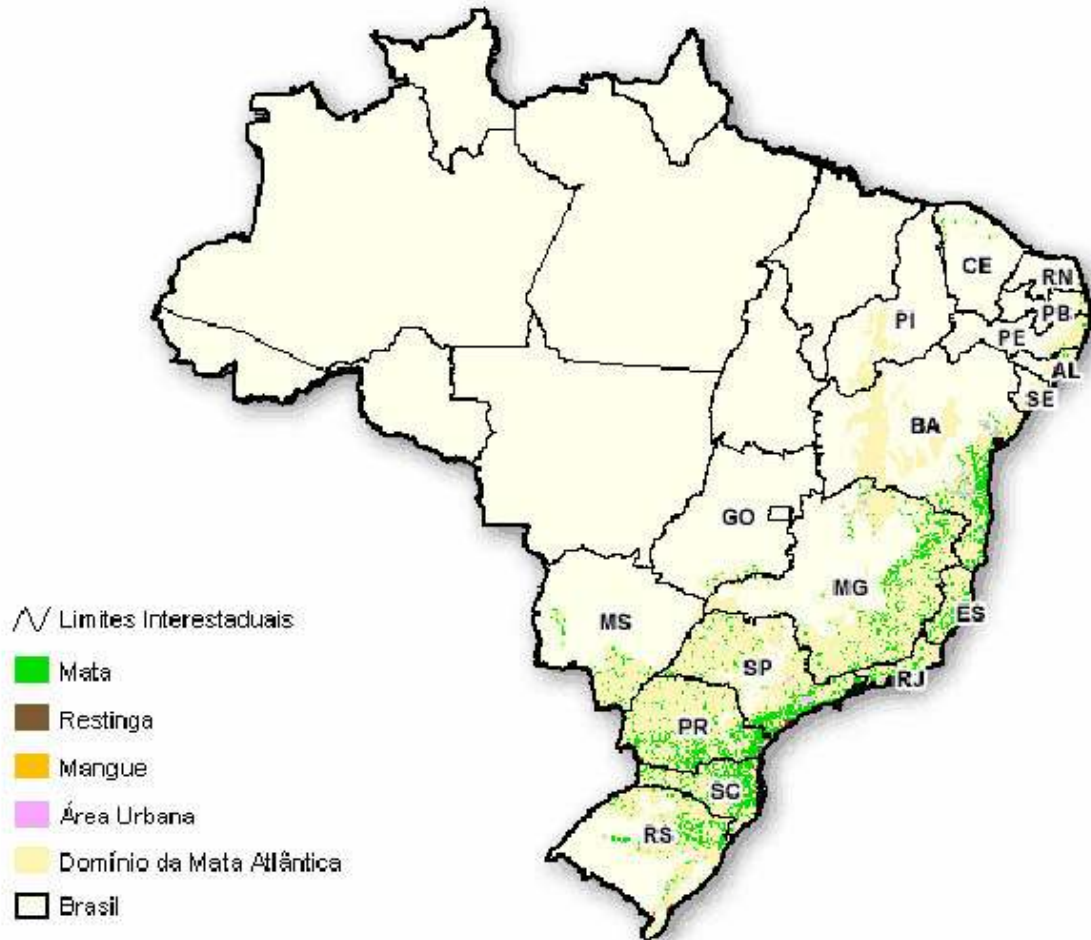 CE
RN
PB
PI
PE
AL
SE
BA
GO
MG
ES
MS
SP
RJ
PR
SC
RS
Limites Interestaduais
Mata
Restinga
Mangue
Área Urbana
Domínio da Mata Atlântica
Brasil